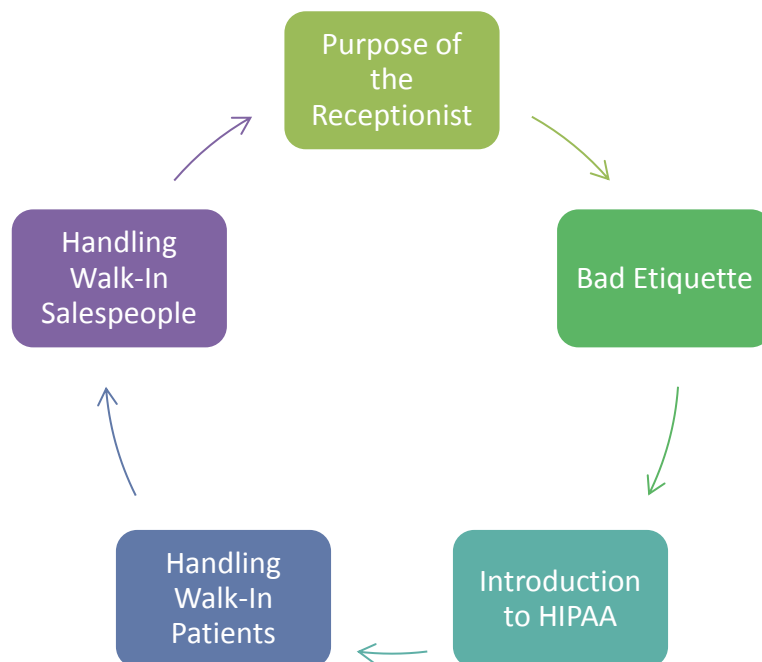 Purpose of
the
Receptionist
Bad Etiquette
Introduction
to HIPAA
Handling
Walk-In
Patients
Handling
Walk-In
Salespeople